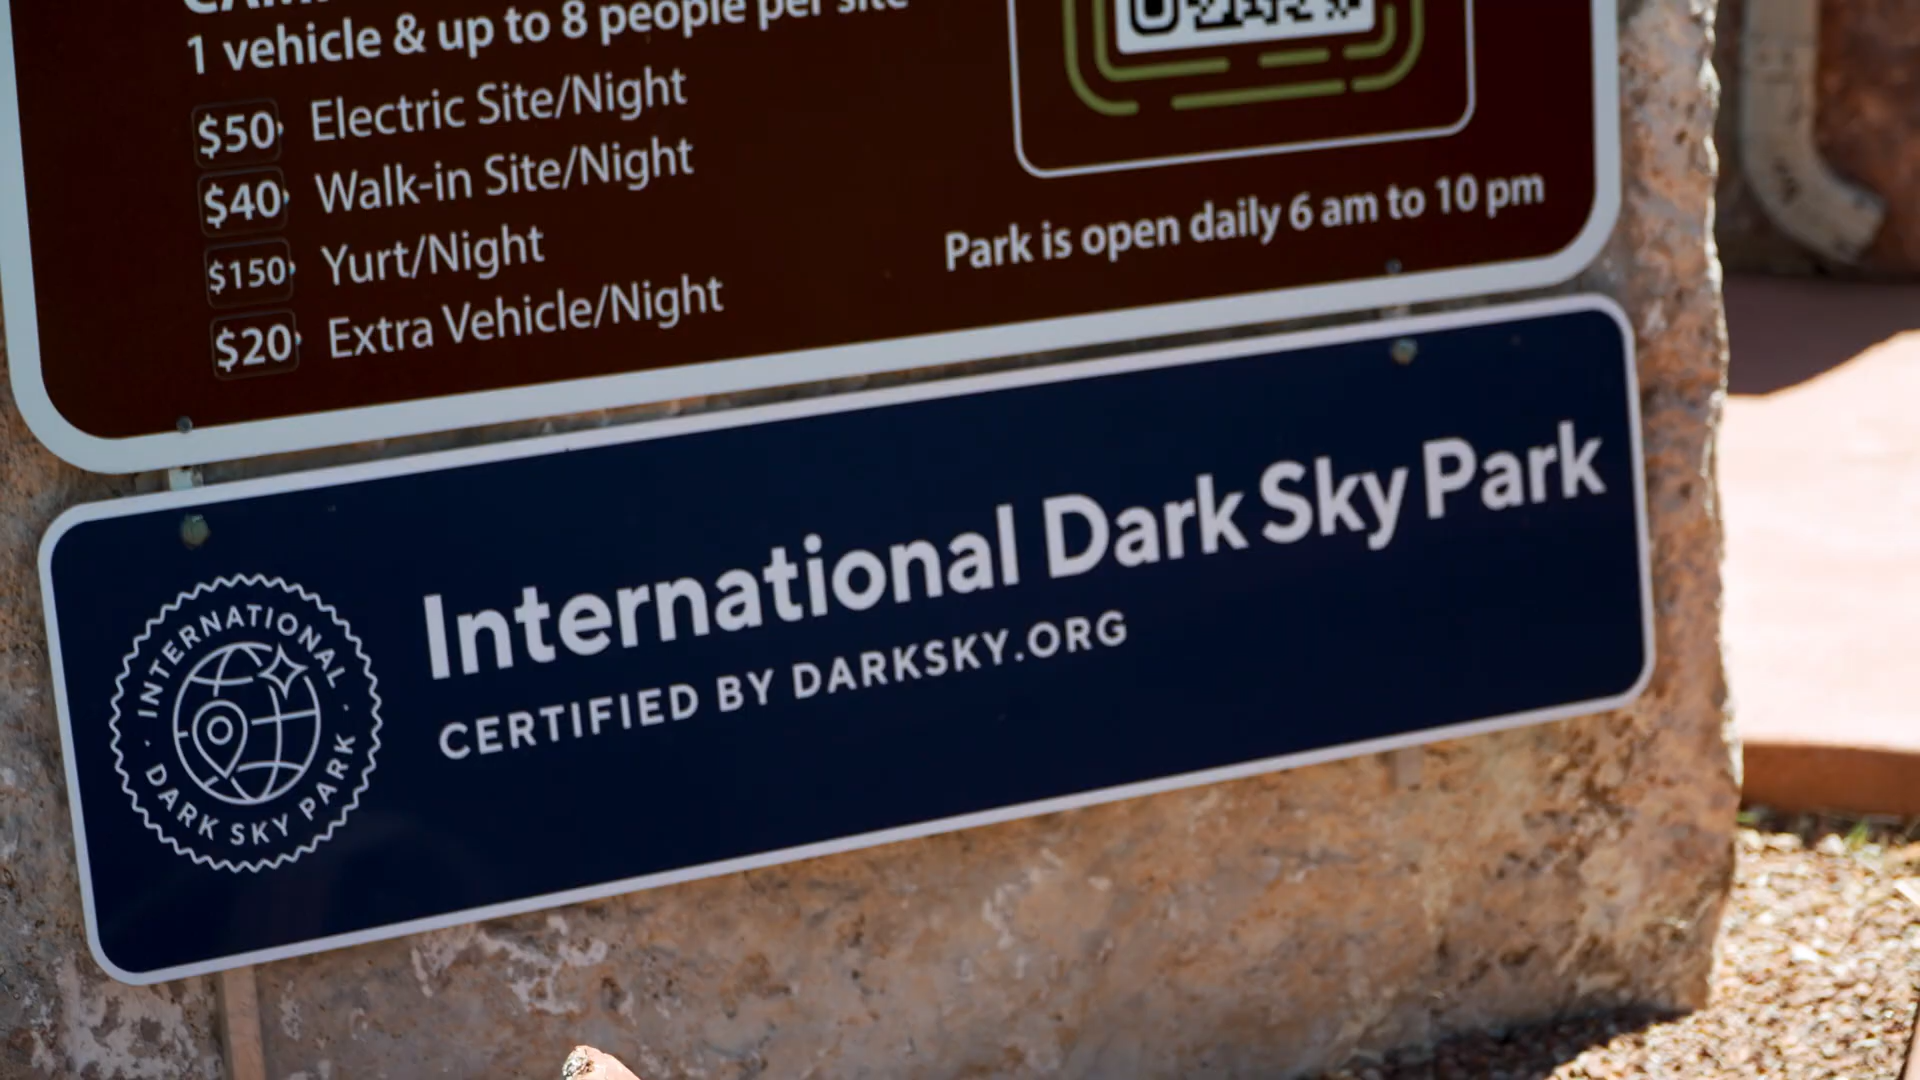 1 vehicle & up to 8 people per site
$50 Electric Site/Night
$40 Walk-in Site/Night
$150 Yurt/Night
$20 Extra Vehicle/Night
Park is open daily 6 am to 10 pm
International Dark Sky Park
CERTIFIED BY DARKSKY.ORG
INTERNATIONAL
DARK SKY PARK